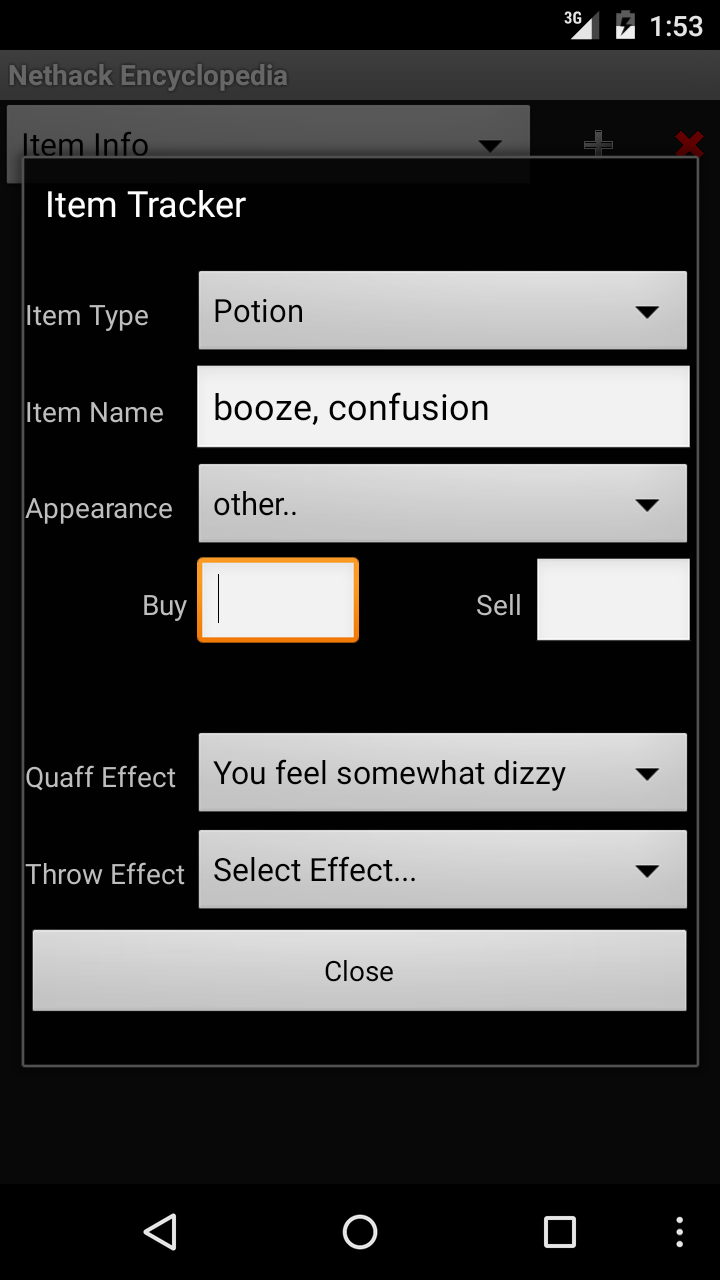 3G 1:53
Nethack Encyclopedia
Item Info
Item Tracker
Item Type Potion
Item Name booze, confusion
Appearance other..
Buy Sell
Quaff Effect You feel somewhat dizzy
Throw Effect Select Effect...
Close